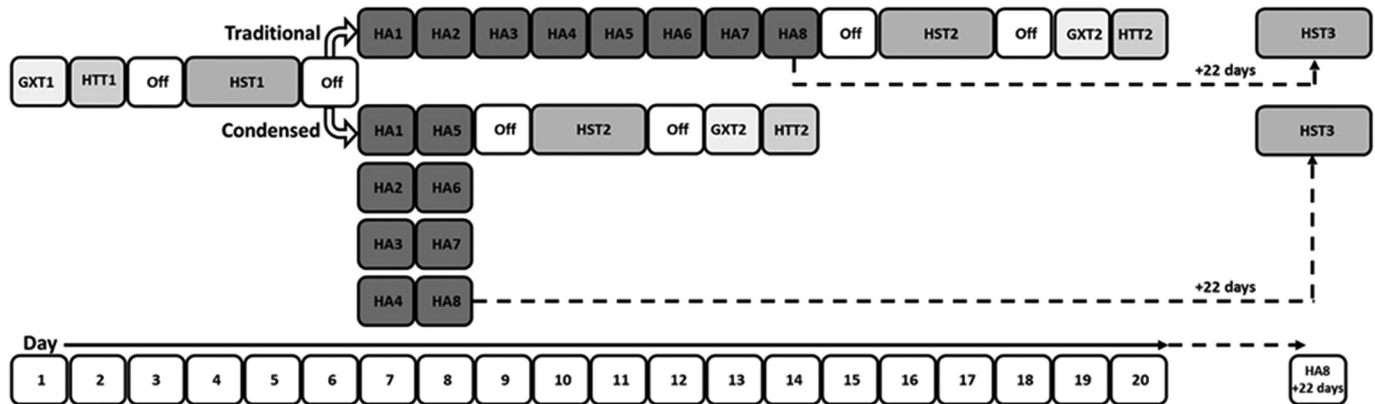 Traditional HA1 HA2 HA3 HA4 HA5 HA6 HA7 HA8 Off HST2 Off GXT2 HTT2 HST3
+22 days
GXT1 HTT1 Off HST1 Off
Condensed HA1 HA5 Off HST2 Off GXT2 HTT2 HST3
HA2 HA6
HA3 HA7
HA4 HA8
+22 days
Day
1 2 3 4 5 6 7 8 9 10 11 12 13 14 15 16 17 18 19 20
HA8
+22 days